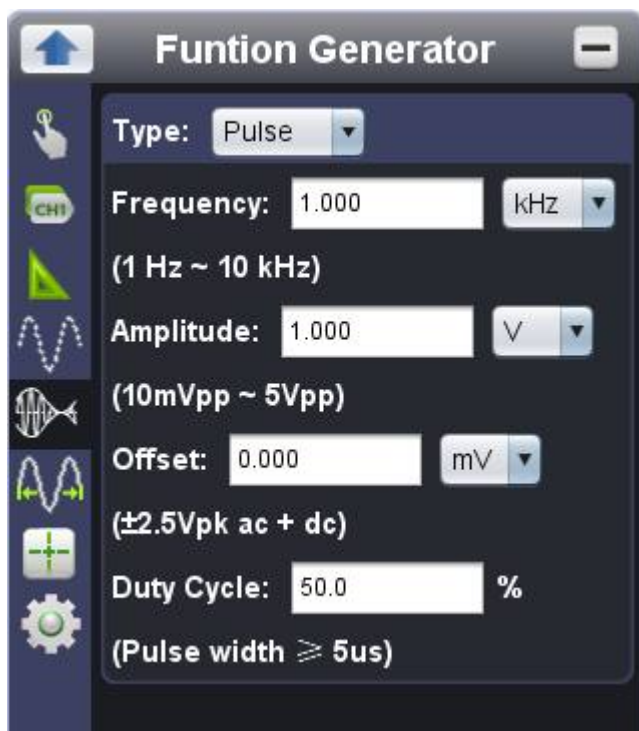 Funtion Generator
Type: Pulse
CH1
Frequency: 1.000 kHz
(1 Hz ~ 10 kHz)
Amplitude: 1.000 V
(10mVpp ~ 5Vpp)
Offset: 0.000 mV
(±2.5Vpk ac + dc)
Duty Cycle: 50.0 %
(Pulse width ≥ 5us)